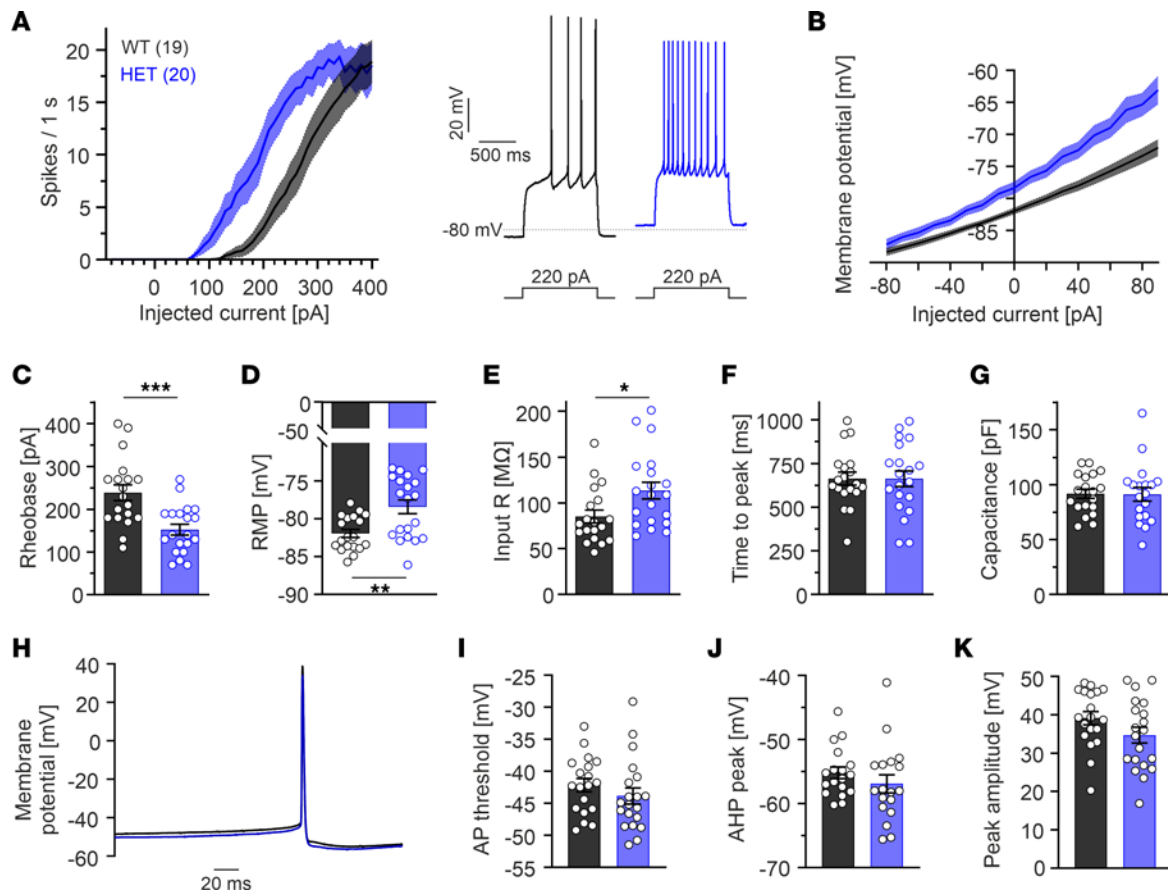 A
WT (19)
HET (20)
Spikes / 1 s
20
15
10
5
0
0
100
200
300
400
Injected current [pA]
20 mV
500 ms
-80 mV
220 pA
220 pA
B
Membrane potential [mV]
-60
-65
-70
-75
-85
-80
-40
0
40
80
Injected current [pA]
C
***
Rheobase [pA]
400
300
200
100
0
D
RMP [mV]
0
-50
-75
-80
-85
-90
**
E
*
Input R [MΩ]
200
150
100
50
0
F
Time to peak [ms]
1000
750
500
250
0
G
Capacitance [pF]
150
100
50
0
H
Membrane
potential [mV]
40
20
0
-20
-40
-60
20 ms
I
AP threshold [mV]
-25
-30
-35
-40
-45
-50
-55
J
AHP peak [mV]
-40
-50
-60
-70
K
Peak amplitude [mV]
50
40
30
20
10
0